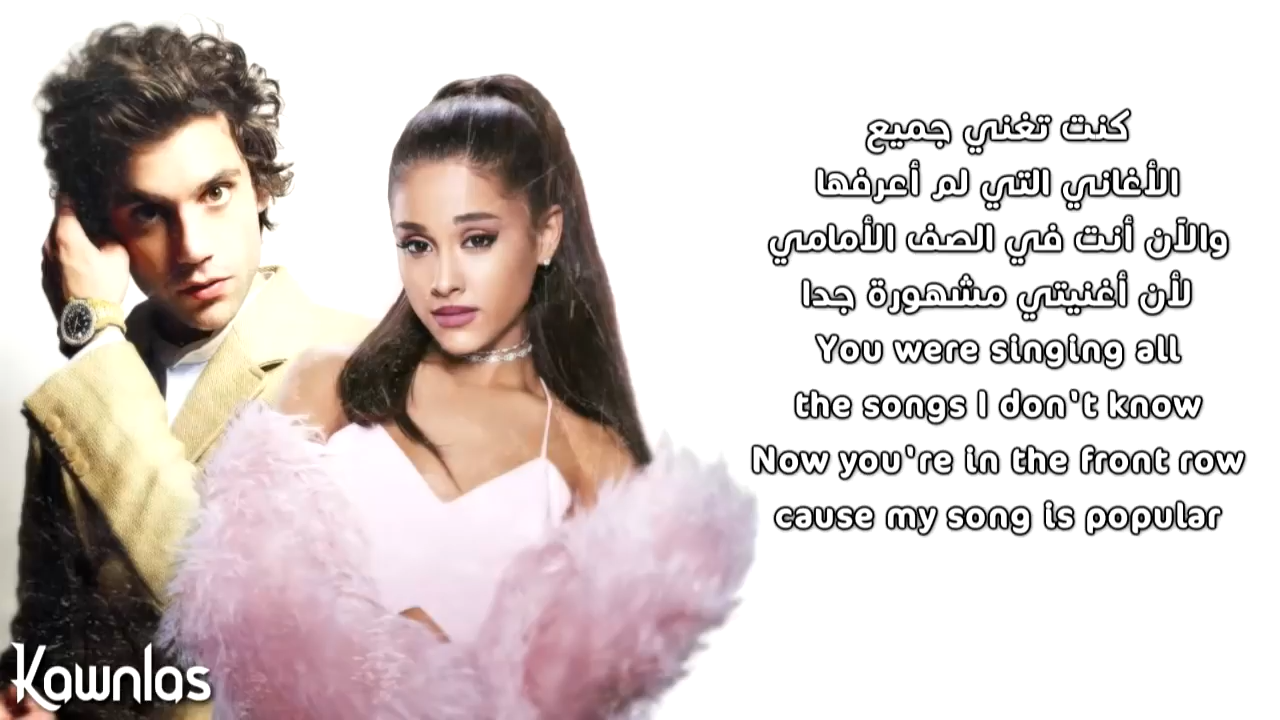 كنت تغني جميع
الأغاني التي لم أعرفها
والآن أنت في الصف الأمامي
لأن أغنيتي مشهورة جدا
You were singing all
the songs I don't know
Now you're in the front row
cause my song is popular
Kawnlas